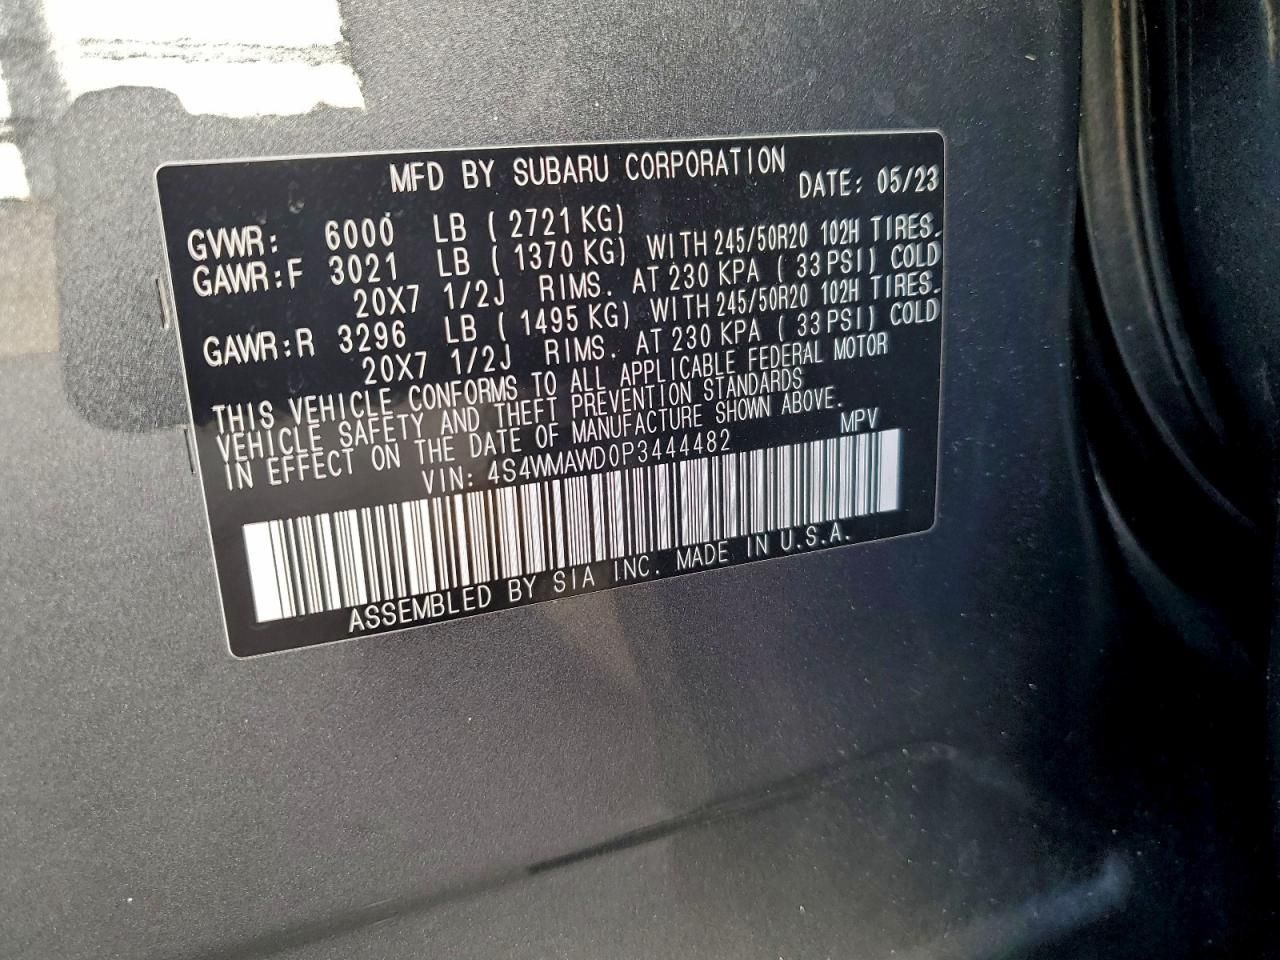 MFD BY SUBARU CORPORATION DATE: 05/23
GVWR: 6000 LB ( 2721 KG)
GAWR:F 3021 LB ( 1370 KG) WITH 245/50R20 102H TIRES.
20X7 1/2J RIMS. AT 230 KPA ( 33 PSI) COLD
GAWR:R 3296 LB ( 1495 KG) WITH 245/50R20 102H TIRES.
20X7 1/2J RIMS. AT 230 KPA ( 33 PSI) COLD
THIS VEHICLE CONFORMS TO ALL APPLICABLE FEDERAL MOTOR
VEHICLE SAFETY AND THEFT PREVENTION STANDARDS
IN EFFECT ON THE DATE OF MANUFACTURE SHOWN ABOVE.
VIN: 4S4WMAWD0P3444482 MPV
ASSEMBLED BY SIA INC. MADE IN U.S.A.